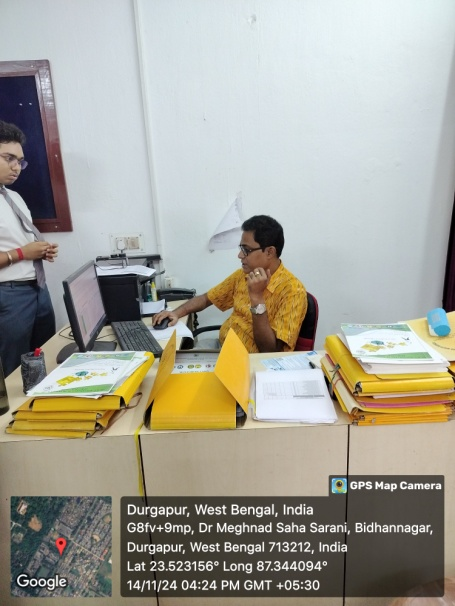 GPS Map Camera
Durgapur, West Bengal, India
G8fv+9mp, Dr Meghnad Saha Sarani, Bidhannagar,
Durgapur, West Bengal 713212, India
Lat 23.523156° Long 87.344094°
14/11/24 04:24 PM GMT +05:30
Google